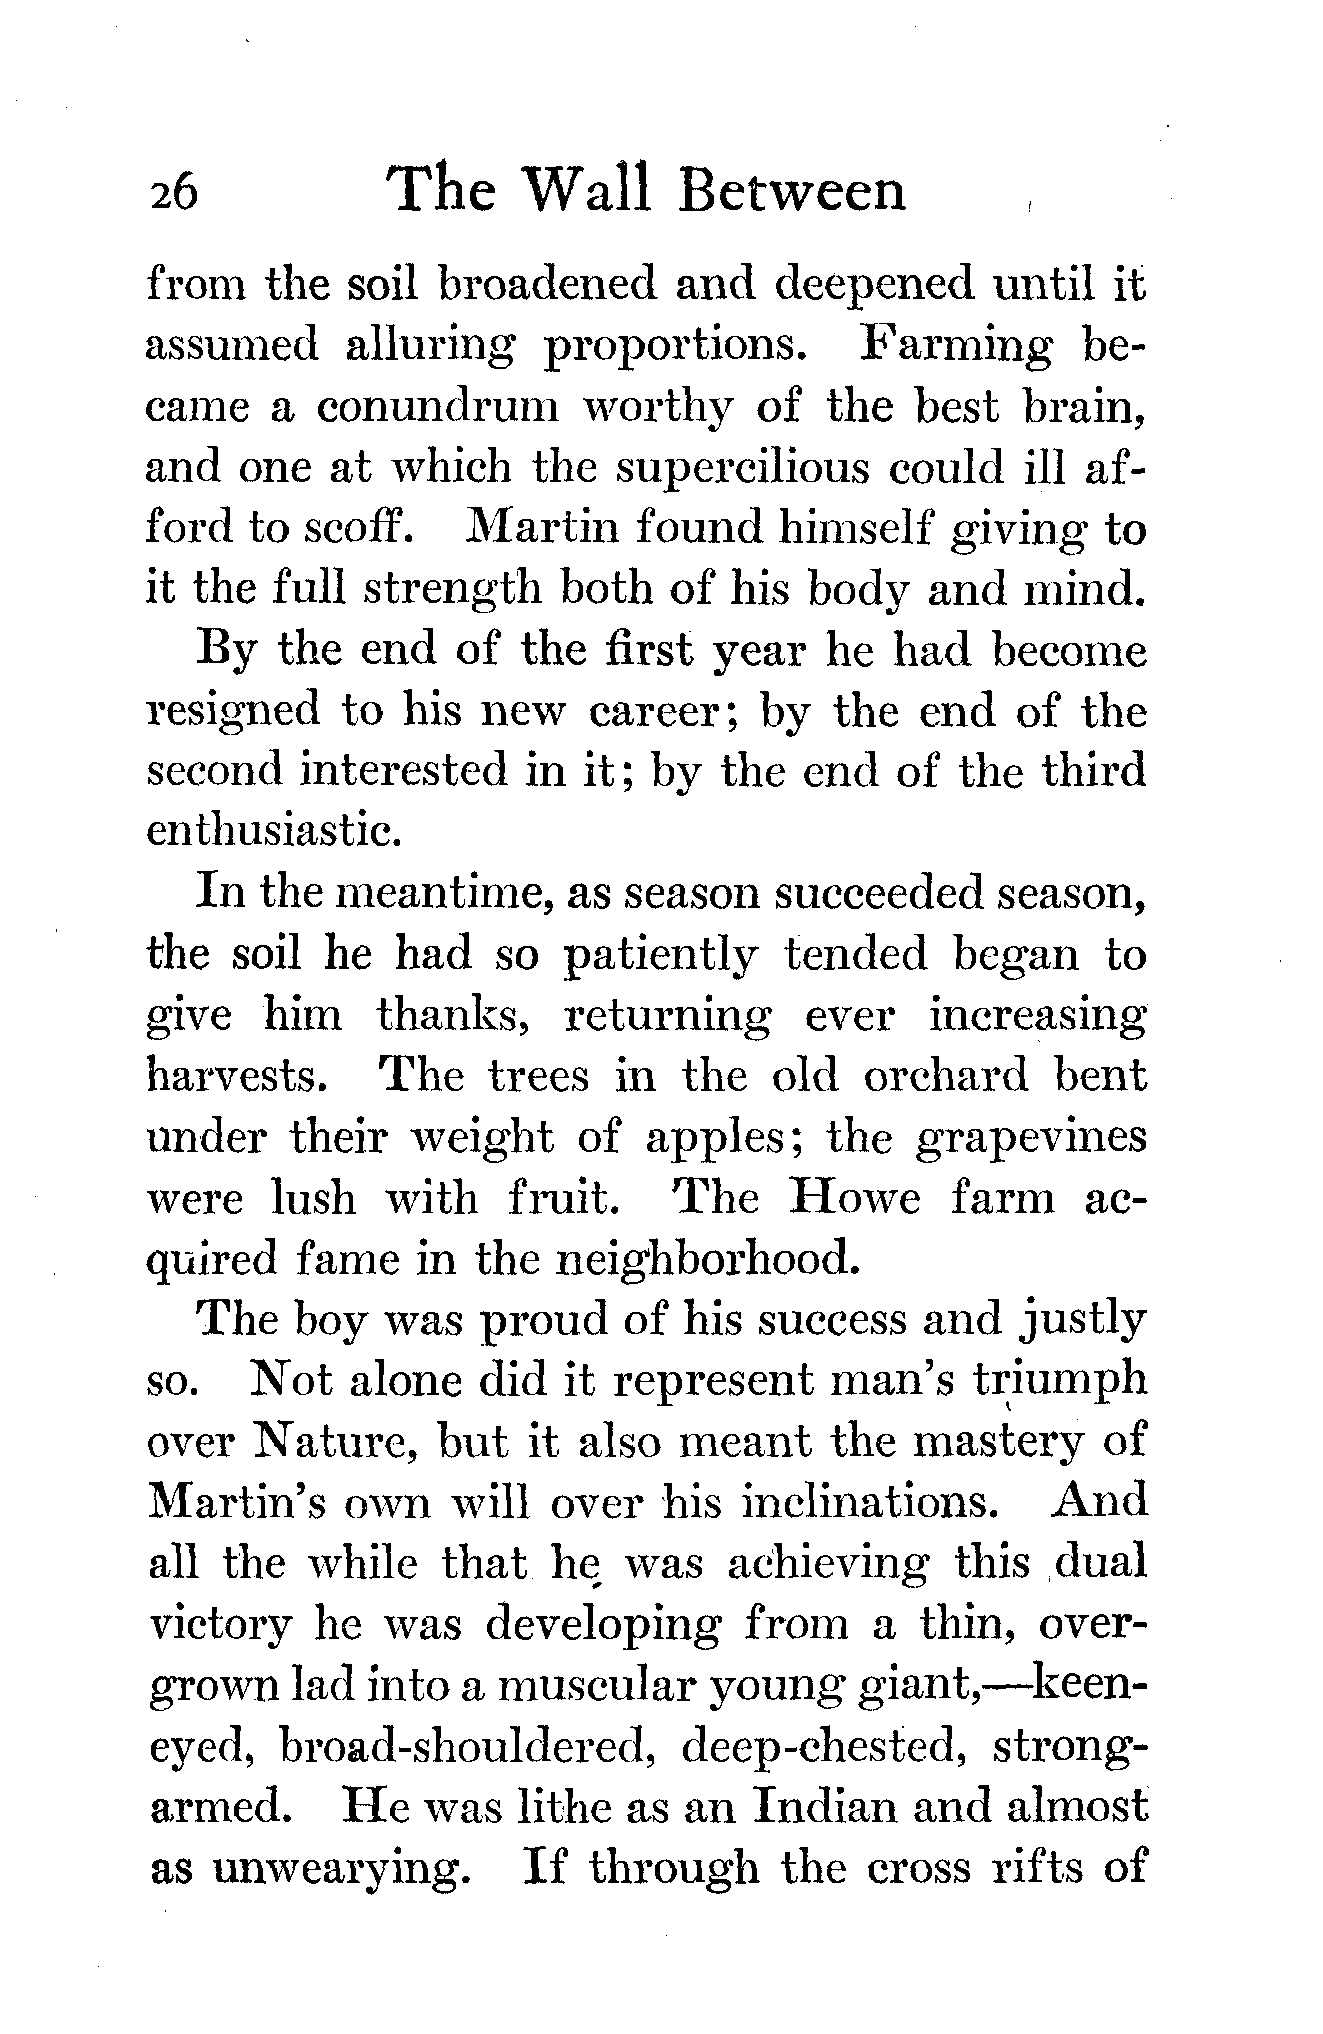 26 The Wall Between
from the soil broadened and deepened until it
assumed alluring proportions. Farming be-
came a conundrum worthy of the best brain,
and one at which the supercilious could ill af-
ford to scoff. Martin found himself giving to
it the full strength both of his body and mind.
By the end of the first year he had become
resigned to his new career; by the end of the
second interested in it; by the end of the third
enthusiastic.
In the meantime, as season succeeded season,
the soil he had so patiently tended began to
give him thanks, returning ever increasing
harvests. The trees in the old orchard bent
under their weight of apples; the grapevines
were lush with fruit. The Howe farm ac-
quired fame in the neighborhood.
The boy was proud of his success and justly
so. Not alone did it represent man's triumph
over Nature, but it also meant the mastery of
Martin's own will over his inclinations. And
all the while that he was achieving this dual
victory he was developing from a thin, over-
grown lad into a muscular young giant,—keen-
eyed, broad-shouldered, deep-chested, strong-
armed. He was lithe as an Indian and almost
as unwearying. If through the cross rifts of